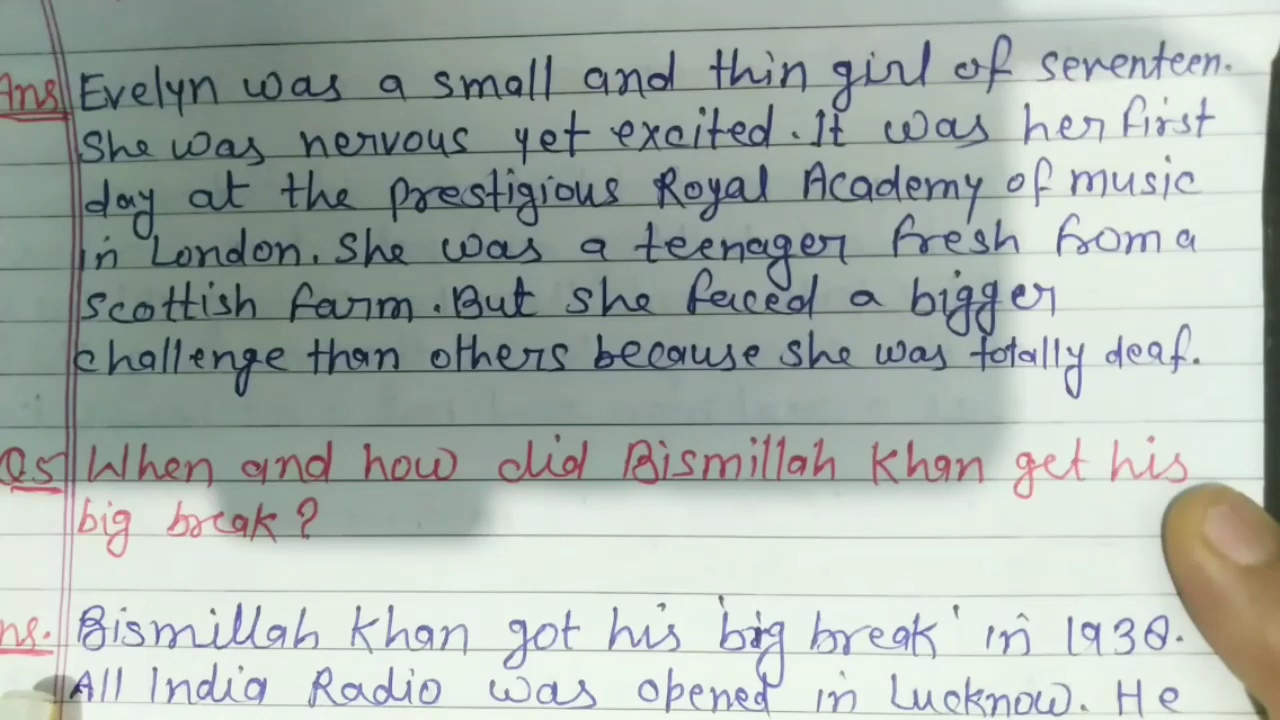 Ans Evelyn was a small and thin girl of seventeen.
She was nervous yet excited. It was her first
day at the prestigious Royal Academy of music
in London. She was a teenager fresh from a
Scottish farm. But she faced a bigger
challenge than others because she was totally deaf.
Q5 When and how did Bismillah Khan get his
big break?
ns. Bismillah Khan got his 'big break' in 1938.
All India Radio was opened in Lucknow. He